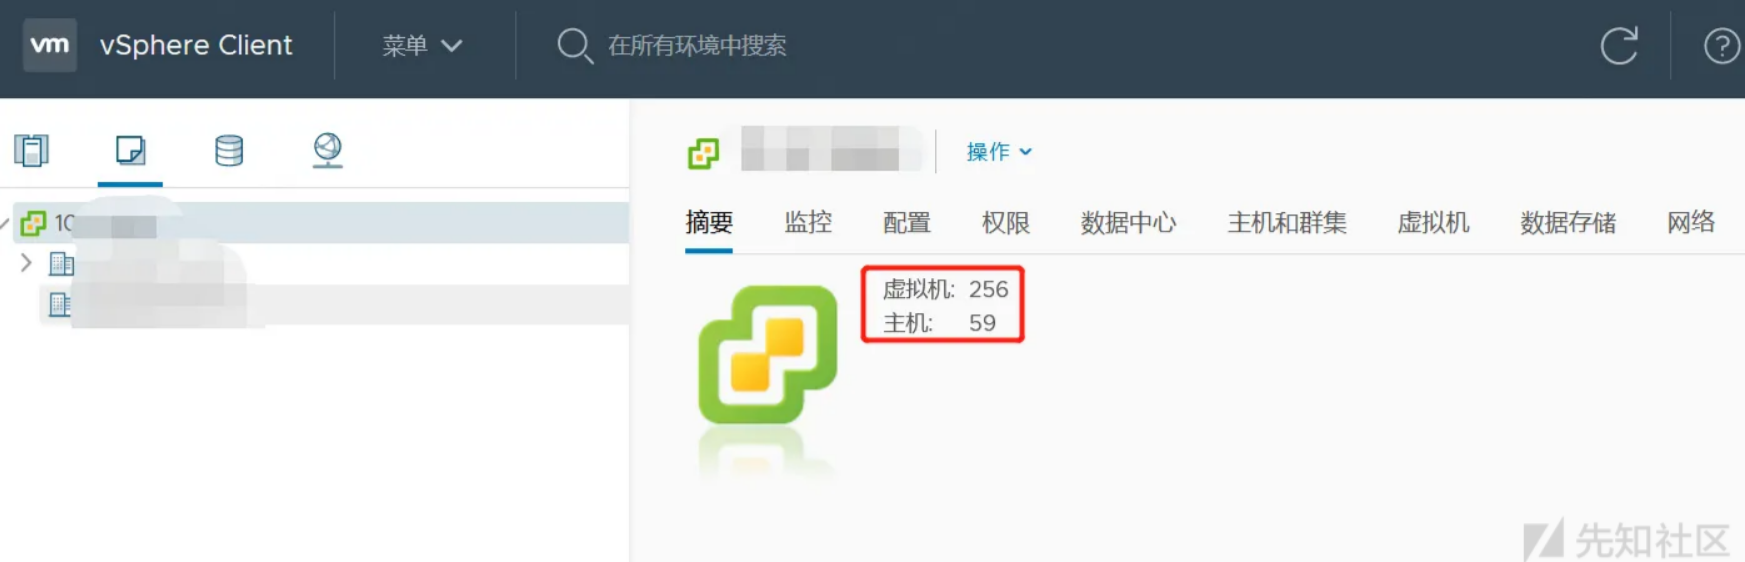 vm vSphere Client 菜单 在所有环境中搜索 ?
操作
10
摘要 监控 配置 权限 数据中心 主机和群集 虚拟机 数据存储 网络
虚拟机: 256
主机: 59
先知社区